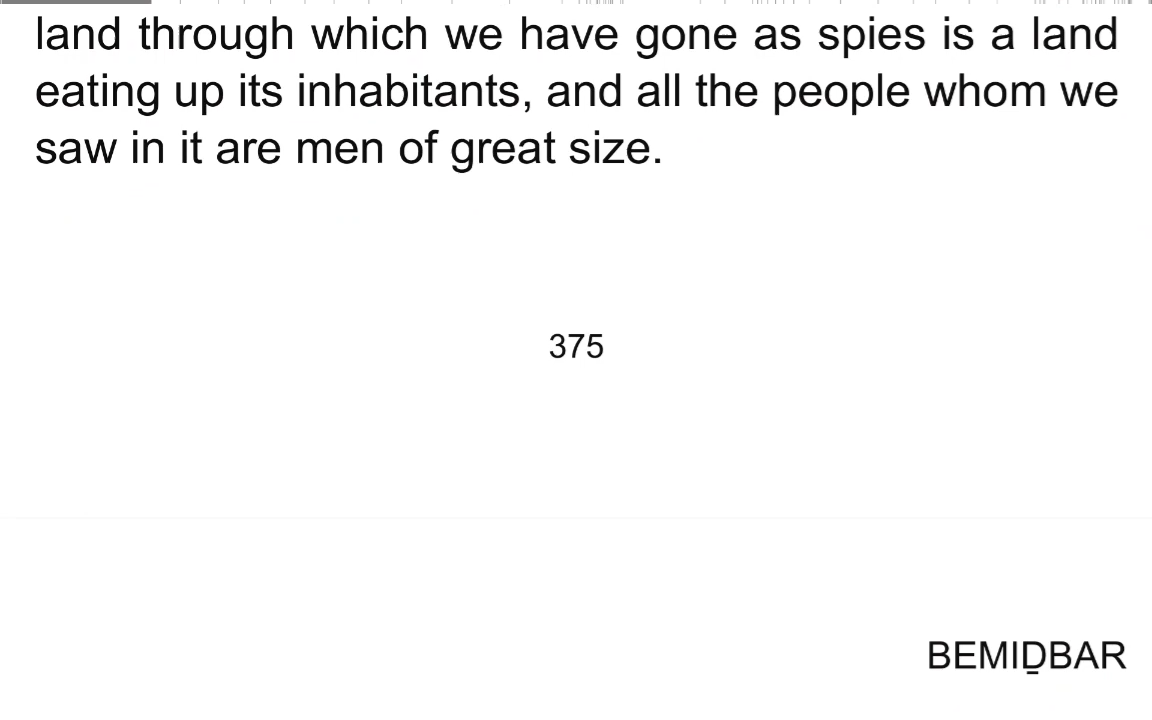 land through which we have gone as spies is a land
eating up its inhabitants, and all the people whom we
saw in it are men of great size.
375
BEMIḎBAR